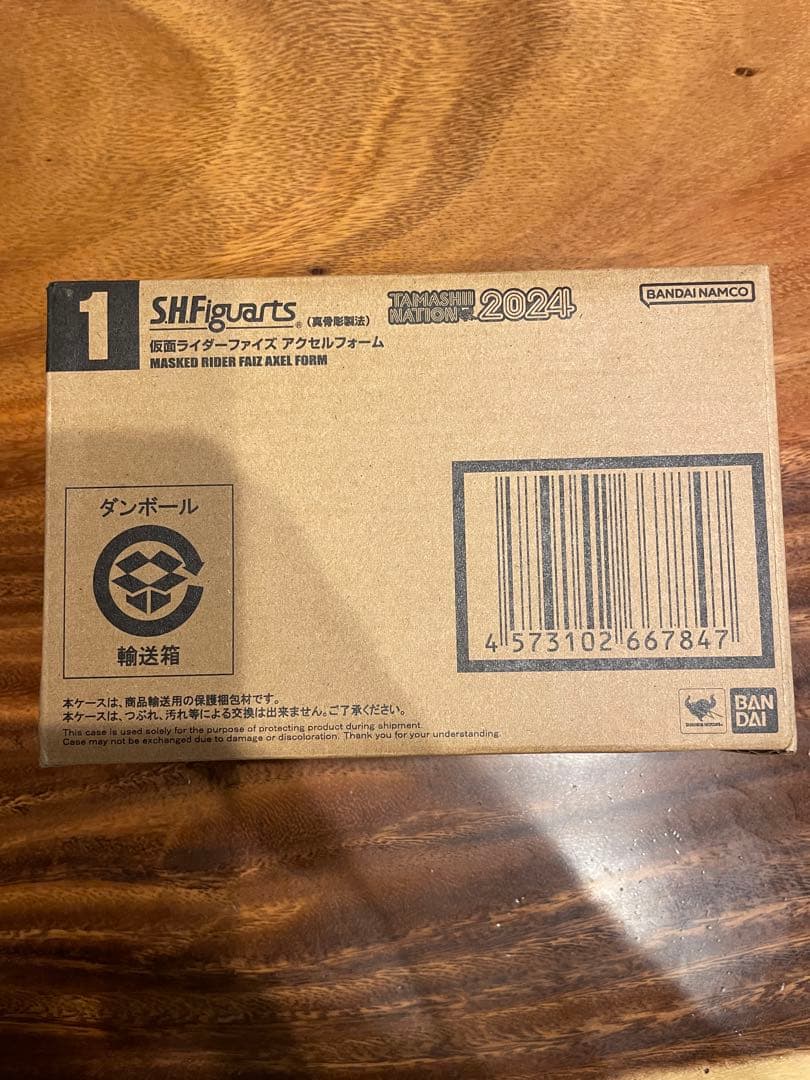 1
S.H.Figuarts®（真骨彫製法）
TAMASHII NATION 2024
BANDAI NAMCO
仮面ライダーファイズ アクセルフォーム
MASKED RIDER FAIZ AXEL FORM
ダンボール
輸送箱
4 573102 667847
本ケースは、商品輸送用の保護梱包材です。
本ケースは、つぶれ、汚れ等による交換は出来ません。ご了承ください。
This case is used solely for the purpose of protecting product during shipment.
Case may not be exchanged due to damage or discoloration. Thank you for your understanding.
BAN
DAI